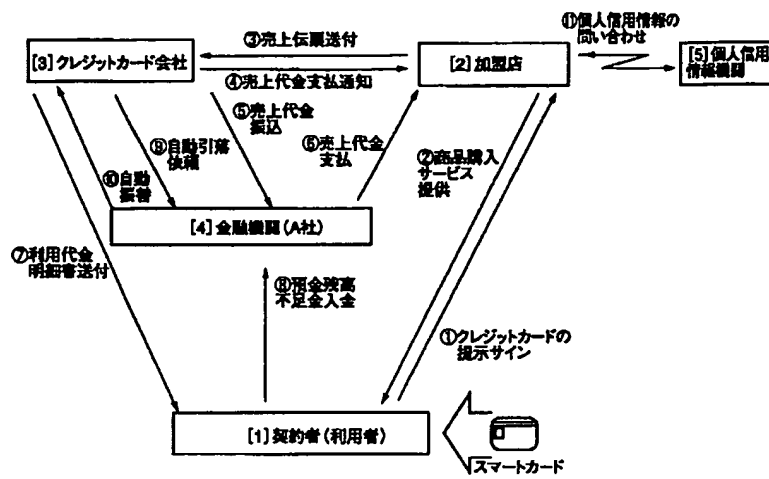 ③売上伝票送付
⑪個人信用情報の
問い合わせ
[3]クレジットカード会社
[2]加盟店
[5]個人信用
情報機関
④売上代金支払通知
⑤売上代金
振込
⑨自動引落
依頼
⑥売上代金
支払
②商品購入
サービス
提供
⑩自動
振替
[4]金融機関(A社)
⑦利用代金
明細書送付
⑧預金残高
不足金入金
①クレジットカードの
提示サイン
[1]契約者(利用者)
スマートカード